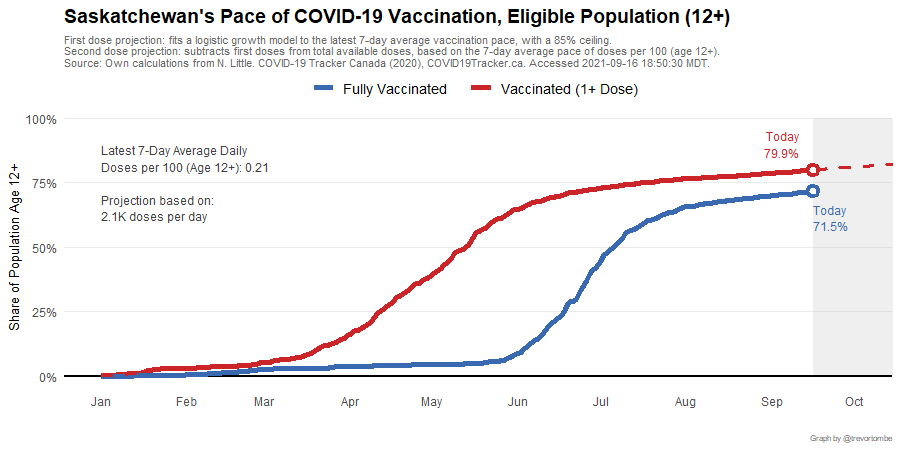 Saskatchewan's Pace of COVID-19 Vaccination, Eligible Population (12+)
First dose projection: fits a logistic growth model to the latest 7-day average vaccination pace, with a 85% ceiling.
Second dose projection: subtracts first doses from total available doses, based on the 7-day average pace of doses per 100 (age 12+).
Source: Own calculations from N. Little. COVID-19 Tracker Canada (2020), COVID19Tracker.ca. Accessed 2021-09-16 18:50:30 MDT.
Fully Vaccinated
Vaccinated (1+ Dose)
Share of Population Age 12+
100%
75%
50%
25%
0%
Latest 7-Day Average Daily
Doses per 100 (Age 12+): 0.21
Projection based on:
2.1K doses per day
Today
79.9%
Today
71.5%
Jan
Feb
Mar
Apr
May
Jun
Jul
Aug
Sep
Oct
Graph by @trevortombe